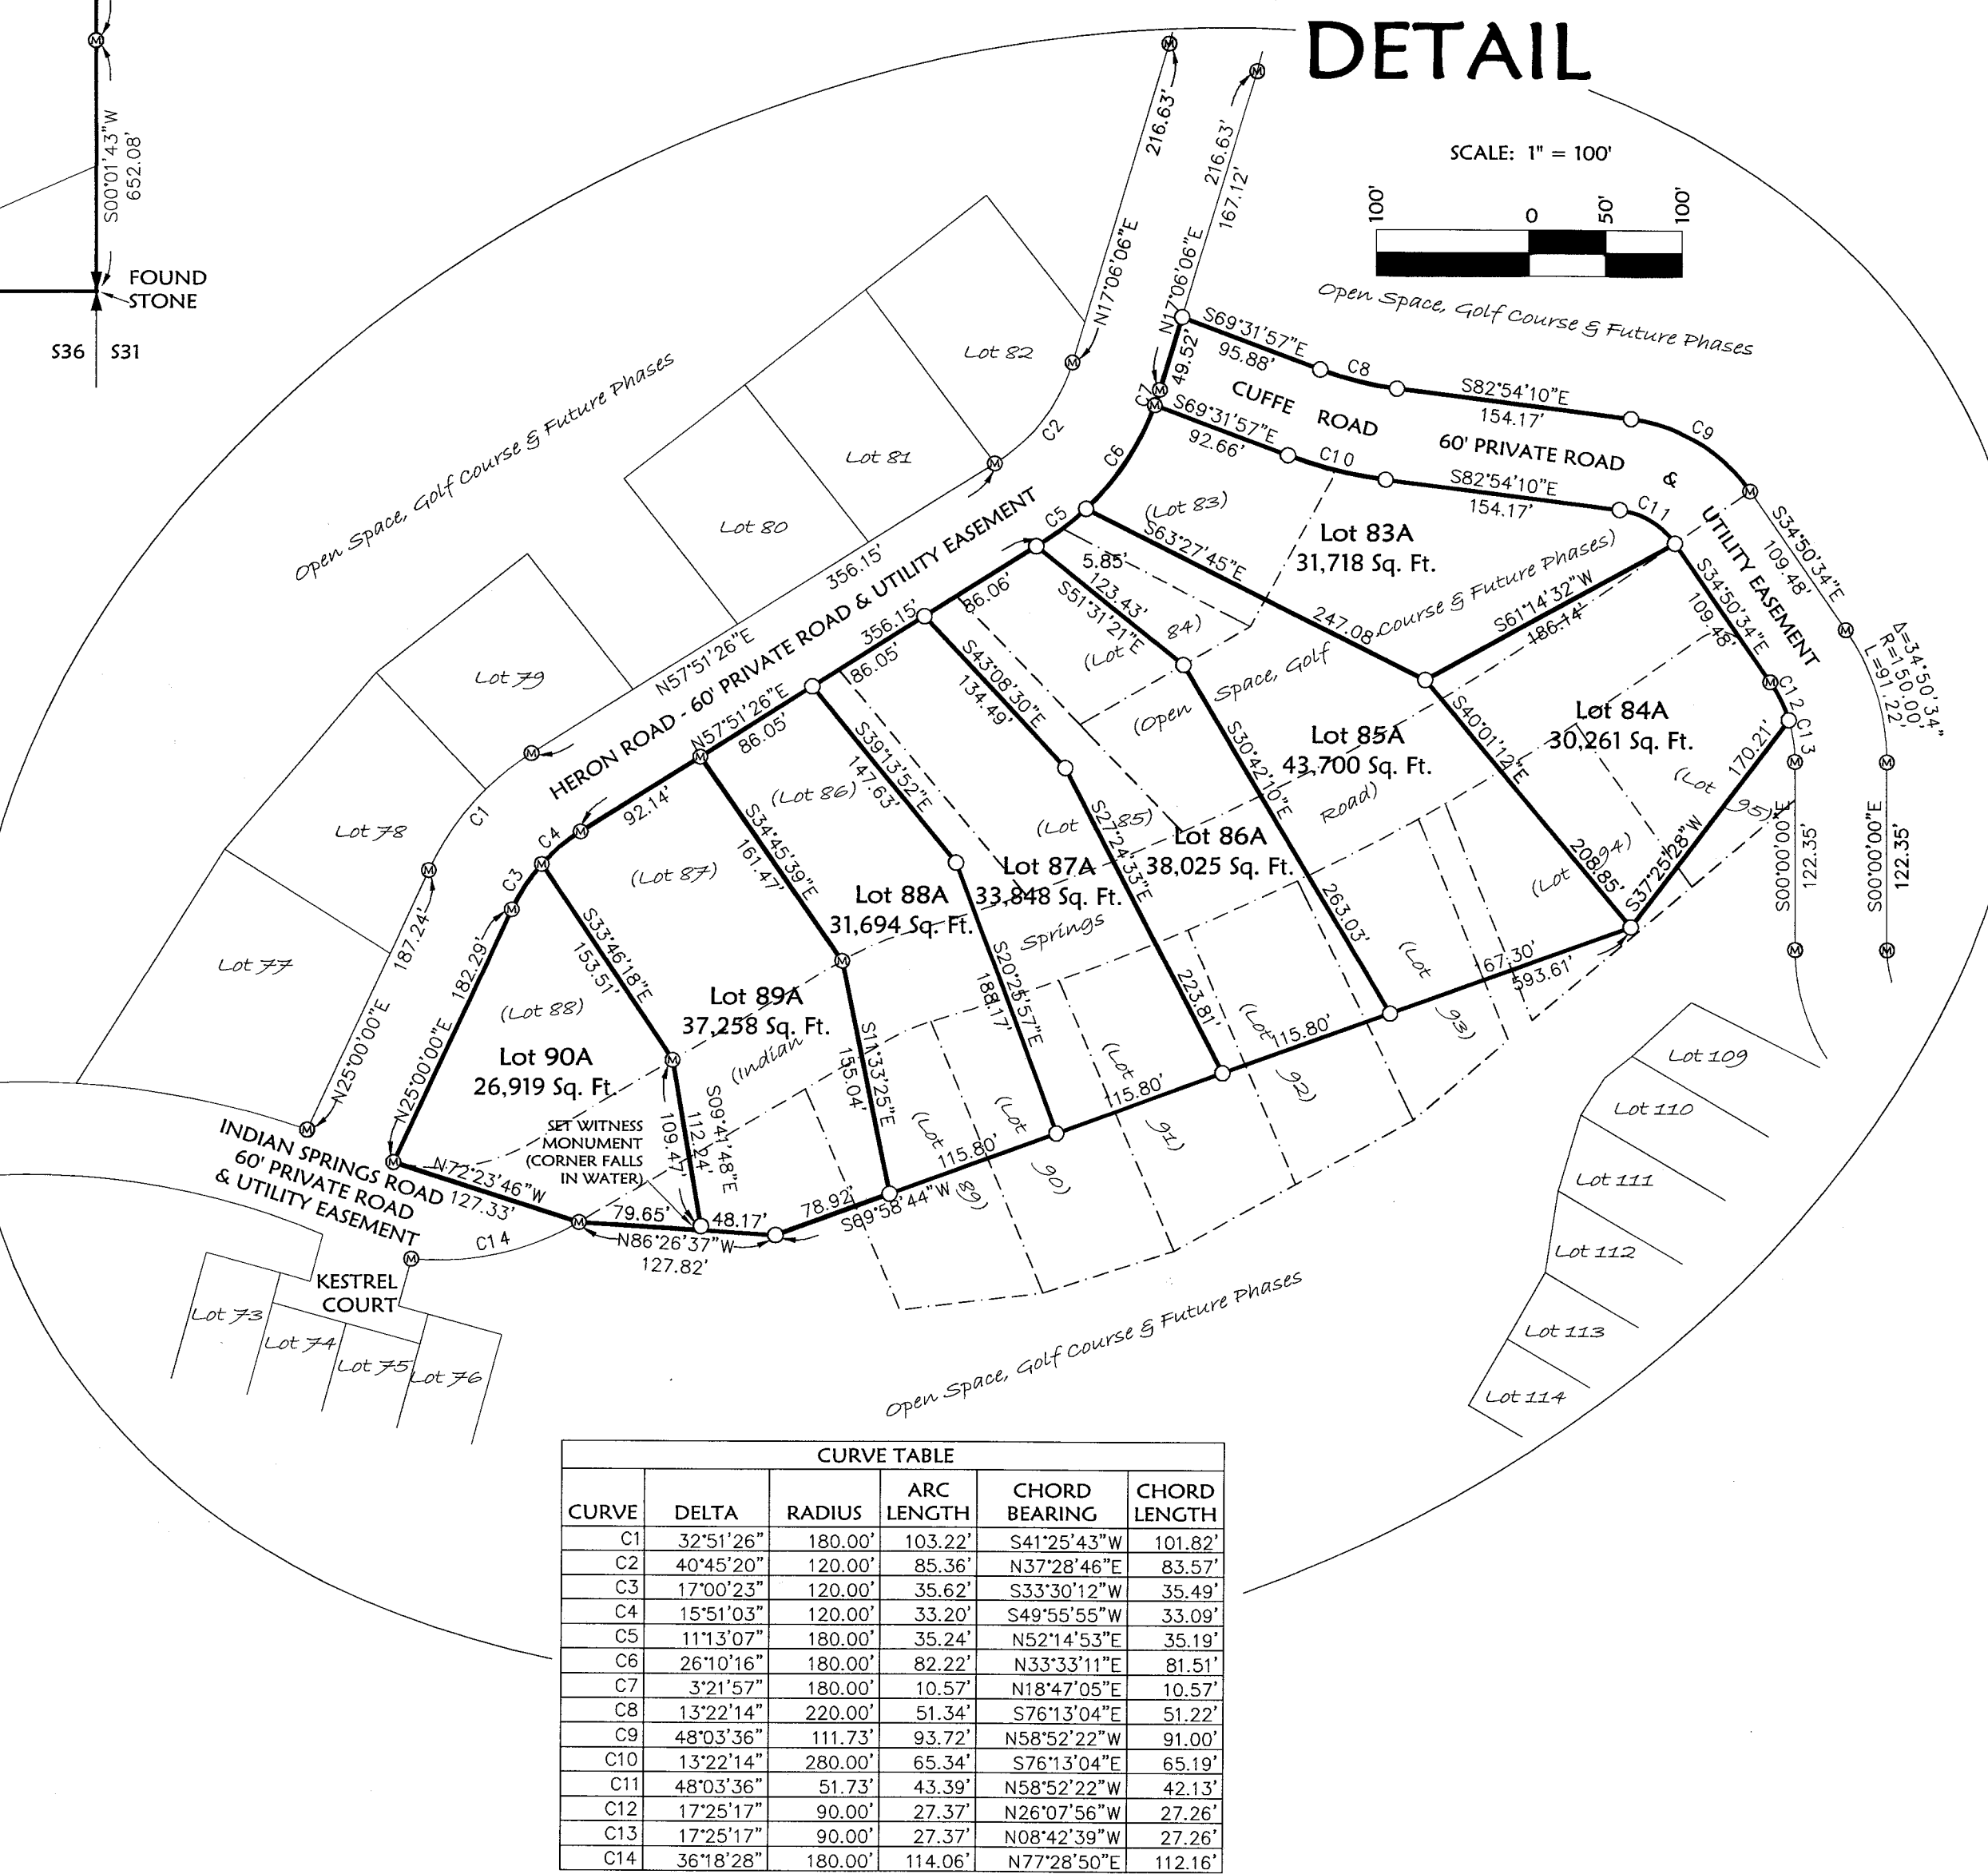 DETAIL
SCALE: 1" = 100'
100'
0
50'
100'
S00°01'43"W
652.08'
FOUND
STONE
S36
S31
216.63'
216.63'
167.12'
N17°06'06"E
N17°06'06"E
49.52'
Open Space, Golf Course & Future Phases
Open Space, Golf Course & Future Phases
S69°31'57"E
95.88'
C8
S82°54'10"E
154.17'
C9
CUFFE ROAD
60' PRIVATE ROAD
&
UTILITY EASEMENT
C7
S69°31'57"E
92.66'
C10
S82°54'10"E
154.17'
C11
S34°50'34"E
109.48'
S34°50'34"E
109.48'
Δ=34°50'34"
R=150.00'
L=91.22'
C12
C13
S00°00'00"E
122.35'
S00°00'00"E
122.35'
Lot 82
Lot 81
Lot 80
Lot 79
Lot 78
Lot 77
C2
C6
C5
C1
C4
C3
356.15'
N57°51'26"E
HERON ROAD - 60' PRIVATE ROAD & UTILITY EASEMENT
86.06'
356.15'
86.05'
N57°51'26"E
86.05'
92.14'
187.24'
N25°00'00"E
182.29'
N25°00'00"E
(Lot 83)
Lot 83A
31,718 Sq. Ft.
S63°27'45"E
247.08
S61°14'32"W
186.14'
5.85'
123.43'
S51°31'21"E
(Lot 84)
(Open Space, Golf Course & Future Phases)
S43°08'30"E
134.49'
S39°13'52"E
147.63'
S30°42'10"E
263.03'
Lot 84A
30,261 Sq. Ft.
Lot 85A
43,700 Sq. Ft.
S40°01'12"E
208.85'
170.21'
S37°25'28"W
(Lot 95)
(Lot 94)
(Lot 86)
(Lot 85)
Lot 86A
38,025 Sq. Ft.
Lot 87A
33,848 Sq. Ft.
S27°24'33"E
223.81'
S34°45'39"E
161.47'
(Lot 87)
Lot 88A
31,694 Sq. Ft.
(Indian Springs Road)
S20°25'57"E
188.17'
S33°46'18"E
153.51'
Lot 89A
37,258 Sq. Ft.
S11°33'25"E
155.04'
(Lot 88)
Lot 90A
26,919 Sq. Ft.
S09°41'48"E
112.24'
109.47'
SET WITNESS
MONUMENT
(CORNER FALLS
IN WATER)
167.30'
593.61'
115.80'
115.80'
115.80'
78.92'
S69°58'44"W
(Lot 93)
(Lot 92)
(Lot 91)
(Lot 90)
(Lot 89)
INDIAN SPRINGS ROAD
60' PRIVATE ROAD
& UTILITY EASEMENT
N72°23'46"W
127.33'
79.65'
48.17'
N86°26'37"W
127.82'
C14
KESTREL
COURT
Lot 73
Lot 74
Lot 75
Lot 76
Lot 109
Lot 110
Lot 111
Lot 112
Lot 113
Lot 114
Open Space, Golf Course & Future Phases
CURVE TABLE
CURVE DELTA RADIUS ARC LENGTH CHORD BEARING CHORD LENGTH
C1 32°51'26" 180.00' 103.22' S41°25'43"W 101.82'
C2 40°45'20" 120.00' 85.36' N37°28'46"E 83.57'
C3 17°00'23" 120.00' 35.62' S33°30'12"W 35.49'
C4 15°51'03" 120.00' 33.20' S49°55'55"W 33.09'
C5 11°13'07" 180.00' 35.24' N52°14'53"E 35.19'
C6 26°10'16" 180.00' 82.22' N33°33'11"E 81.51'
C7 3°21'57" 180.00' 10.57' N18°47'05"E 10.57'
C8 13°22'14" 220.00' 51.34' S76°13'04"E 51.22'
C9 48°03'36" 111.73' 93.72' N58°52'22"W 91.00'
C10 13°22'14" 280.00' 65.34' S76°13'04"E 65.19'
C11 48°03'36" 51.73' 43.39' N58°52'22"W 42.13'
C12 17°25'17" 90.00' 27.37' N26°07'56"W 27.26'
C13 17°25'17" 90.00' 27.37' N08°42'39"W 27.26'
C14 36°18'28" 180.00' 114.06' N77°28'50"E 112.16'